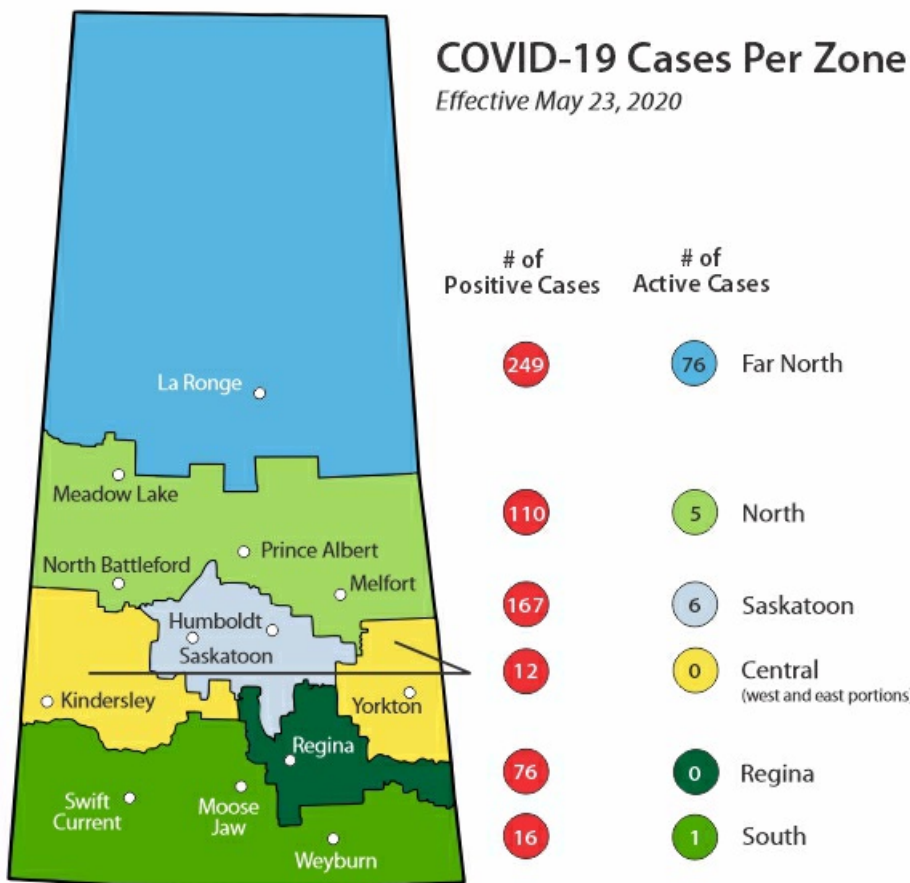 COVID-19 Cases Per Zone
Effective May 23, 2020
# of
Positive Cases
# of
Active Cases
249
76
Far North
110
5
North
167
6
Saskatoon
12
0
Central
(west and east portions)
76
0
Regina
16
1
South
La Ronge
Meadow Lake
Prince Albert
North Battleford
Melfort
Humboldt
Saskatoon
Kindersley
Yorkton
Regina
Swift
Current
Moose
Jaw
Weyburn